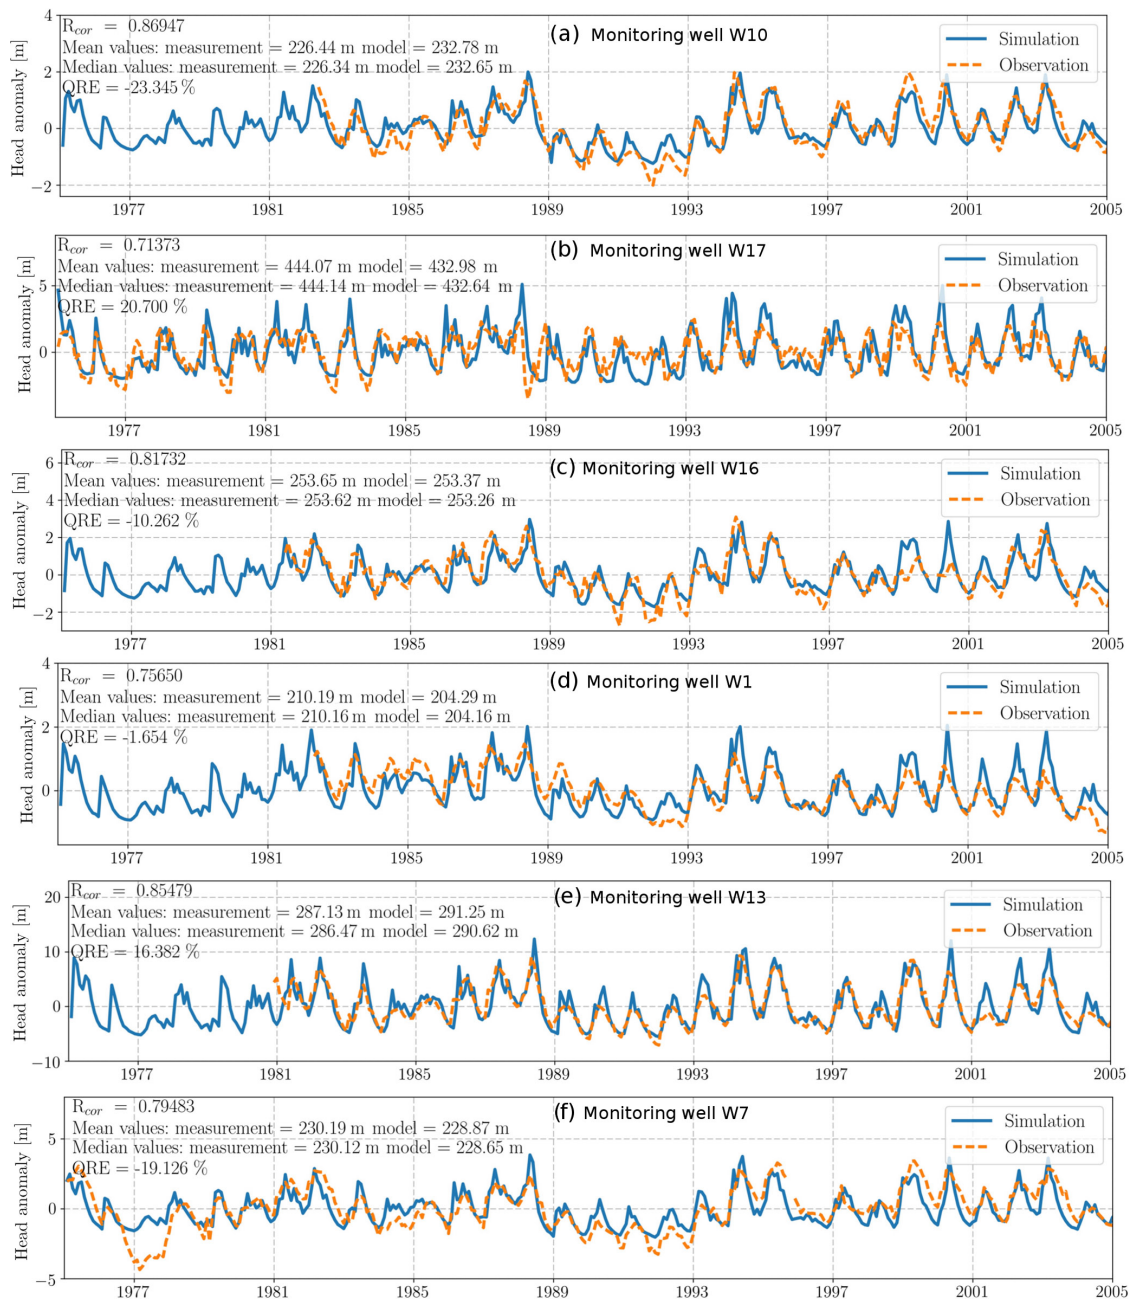 4
2
0
−2
Head anomaly [m]
R_cor = 0.86947
Mean values: measurement = 226.44 m model = 232.78 m
Median values: measurement = 226.34 m model = 232.65 m
QRE = -23.345 %
(a) Monitoring well W10
Simulation
Observation
1977 1981 1985 1989 1993 1997 2001 2005
5
0
Head anomaly [m]
R_cor = 0.71373
Mean values: measurement = 444.07 m model = 432.98 m
Median values: measurement = 444.14 m model = 432.64 m
QRE = 20.700 %
(b) Monitoring well W17
Simulation
Observation
1977 1981 1985 1989 1993 1997 2001 2005
6
4
2
0
−2
Head anomaly [m]
R_cor = 0.81732
Mean values: measurement = 253.65 m model = 253.37 m
Median values: measurement = 253.62 m model = 253.26 m
QRE = -10.262 %
(c) Monitoring well W16
Simulation
Observation
1977 1981 1985 1989 1993 1997 2001 2005
4
2
0
Head anomaly [m]
R_cor = 0.75650
Mean values: measurement = 210.19 m model = 204.29 m
Median values: measurement = 210.16 m model = 204.16 m
QRE = -1.654 %
(d) Monitoring well W1
Simulation
Observation
1977 1981 1985 1989 1993 1997 2001 2005
20
10
0
−10
Head anomaly [m]
R_cor = 0.85479
Mean values: measurement = 287.13 m model = 291.25 m
Median values: measurement = 286.47 m model = 290.62 m
QRE = 16.382 %
(e) Monitoring well W13
Simulation
Observation
1977 1981 1985 1989 1993 1997 2001 2005
5
0
−5
Head anomaly [m]
R_cor = 0.79483
Mean values: measurement = 230.19 m model = 228.87 m
Median values: measurement = 230.12 m model = 228.65 m
QRE = -19.126 %
(f) Monitoring well W7
Simulation
Observation
1977 1981 1985 1989 1993 1997 2001 2005